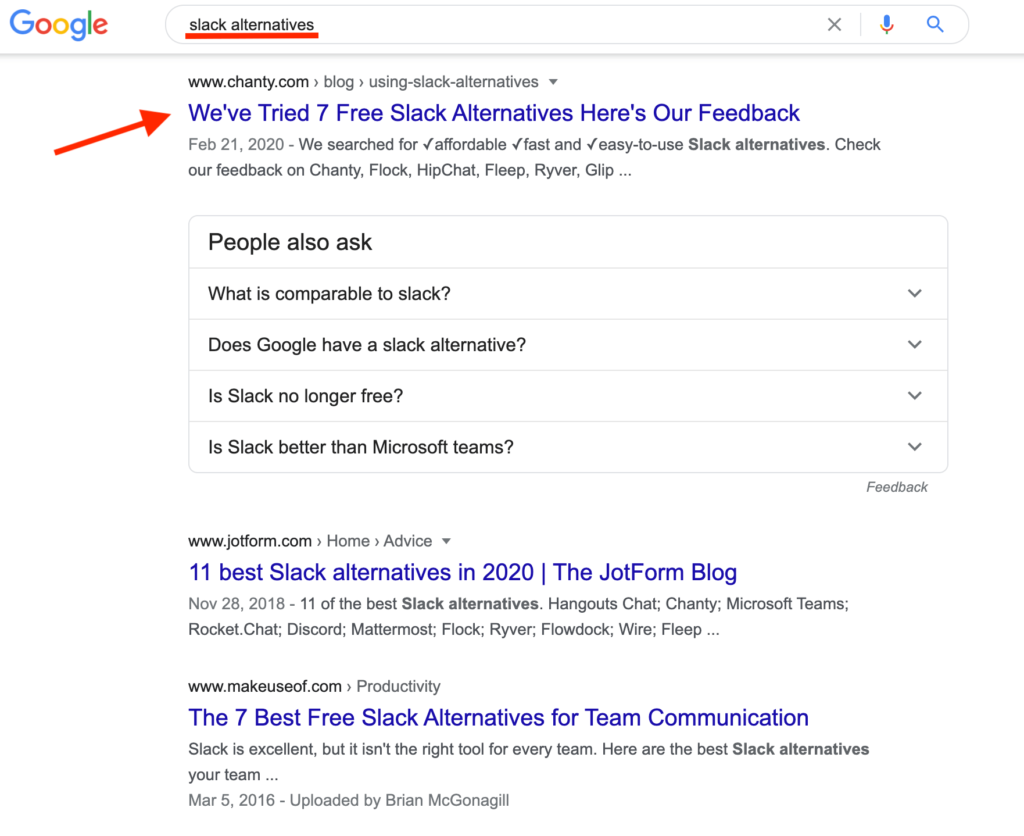 Google
slack alternatives
www.chanty.com › blog › using-slack-alternatives
We've Tried 7 Free Slack Alternatives Here's Our Feedback
Feb 21, 2020 - We searched for ✓affordable ✓fast and ✓easy-to-use Slack alternatives. Check
our feedback on Chanty, Flock, HipChat, Fleep, Ryver, Glip ...
People also ask
What is comparable to slack?
Does Google have a slack alternative?
Is Slack no longer free?
Is Slack better than Microsoft teams?
Feedback
www.jotform.com › Home › Advice
11 best Slack alternatives in 2020 | The JotForm Blog
Nov 28, 2018 - 11 of the best Slack alternatives. Hangouts Chat; Chanty; Microsoft Teams;
Rocket.Chat; Discord; Mattermost; Flock; Ryver; Flowdock; Wire; Fleep ...
www.makeuseof.com › Productivity
The 7 Best Free Slack Alternatives for Team Communication
Slack is excellent, but it isn't the right tool for every team. Here are the best Slack alternatives
your team ...
Mar 5, 2016 - Uploaded by Brian McGonagill